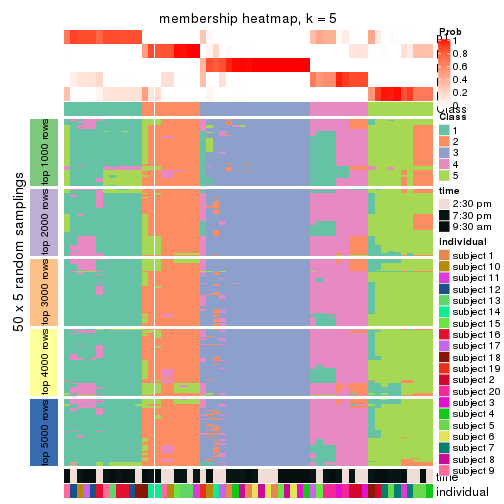 membership heatmap, k = 5
50 x 5 random samplings
top 1000 rows
top 2000 rows
top 3000 rows
top 4000 rows
top 5000 rows
Prob
1
0.8
0.6
0.4
0.2
0
Class
Class
1
2
3
4
5
time
2:30 pm
7:30 pm
9:30 am
individual
subject 1
subject 10
subject 11
subject 12
subject 13
subject 14
subject 15
subject 16
subject 17
subject 18
subject 19
subject 2
subject 20
subject 3
subject 4
subject 5
subject 6
subject 7
subject 8
subject 9
time
individual